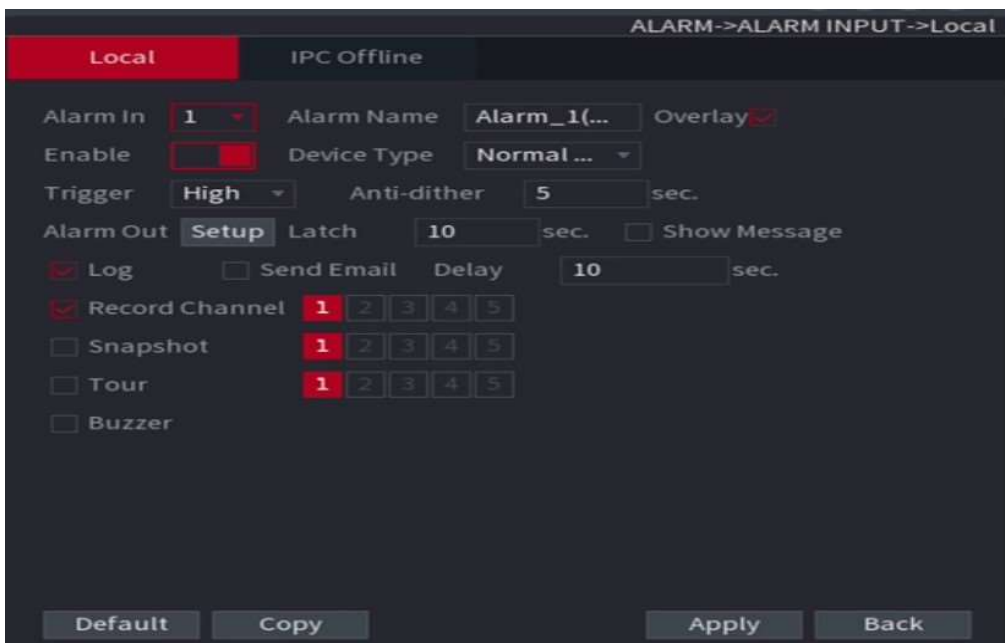 ALARM->ALARM INPUT->Local
Local IPC Offline
Alarm In 1 Alarm Name Alarm_1(... Overlay
Enable Device Type Normal ...
Trigger High Anti-dither 5 sec.
Alarm Out Setup Latch 10 sec. Show Message
Log Send Email Delay 10 sec.
Record Channel 1 2 3 4 5
Snapshot 1 2 3 4 5
Tour 1 2 3 4 5
Buzzer
Default Copy Apply Back